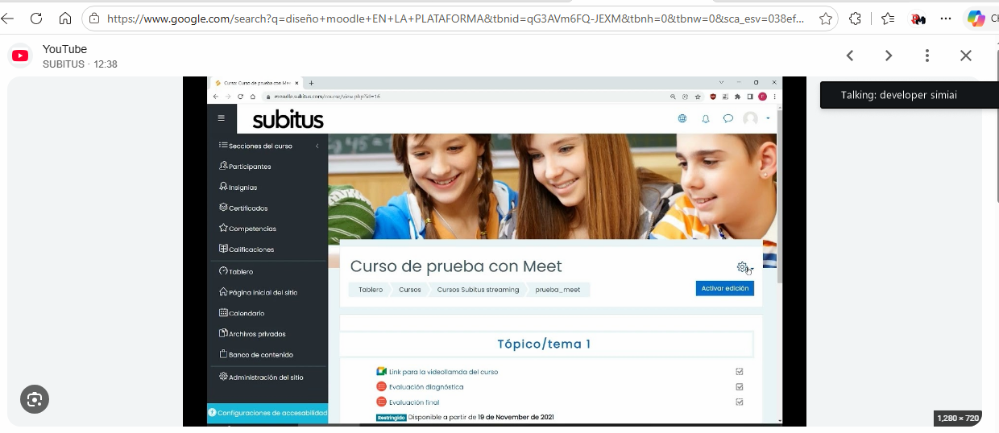 https://www.google.com/search?q=diseño+moodle+EN+LA+PLATAFORMA&tbnid=qG3AVm6FQ-JEXM&tbnh=0&tbnw=0&sca_esv=038ef...
YouTube
SUBITUS · 12:38
Talking: developer simiai
Curso: Curso de prueba con Me
moodle.subitus.com/course/view.php?id=16
subitus
Secciones del curso
Participantes
Insignias
Certificados
Competencias
Calificaciones
Tablero
Página inicial del sitio
Calendario
Archivos privados
Banco de contenido
Administración del sitio
Configuraciones de accesabilidad
Curso de prueba con Meet
Tablero Cursos Cursos Subitus streaming prueba_meet
Activar edición
Tópico/tema 1
Link para la videollamda del curso
Evaluación diagnóstica
Evaluación final
Restringido Disponible a partir de 19 de November de 2021
1,280 × 720